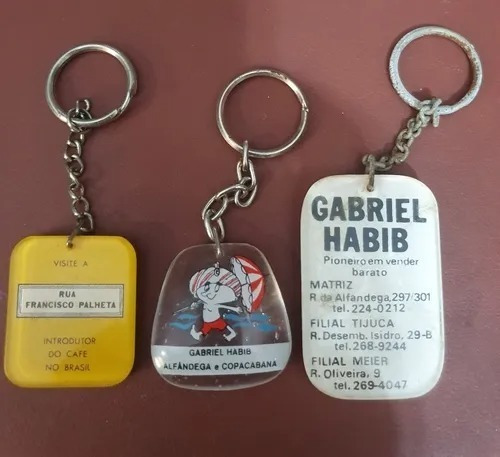 VISITE A
RUA
FRANCISCO PALHETA
INTRODUTOR
DO CAFE
NO BRASIL
GABRIEL HABIB
ALFÂNDEGA e COPACABANA
GABRIEL
HABIB
Pioneiro em vender
barato
MATRIZ
R. da Alfândega, 297/301
tel. 224-0212
FILIAL TIJUCA
R. Desemb. Isidro, 29-B
tel. 268-9244
FILIAL MEIER
R. Oliveira, 9
tel. 269-4047